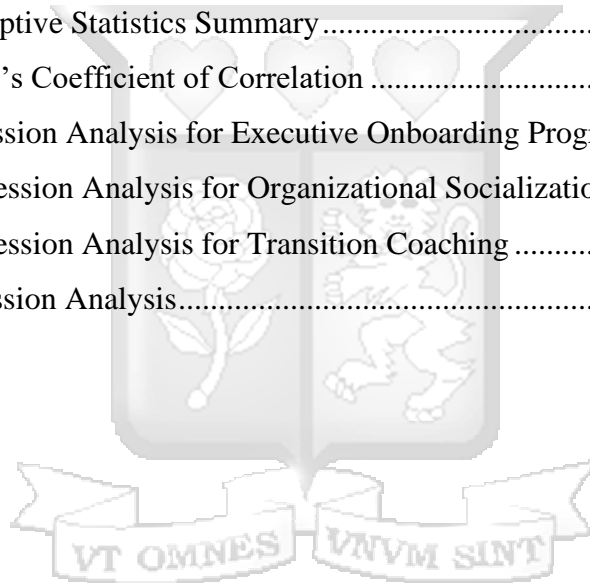 ptive Statistics Summary
's Coefficient of Correlation
ssion Analysis for Executive Onboarding Prog
ession Analysis for Organizational Socializatio
ession Analysis for Transition Coaching
ssion Analysis
VT OMNES VNVM SINT